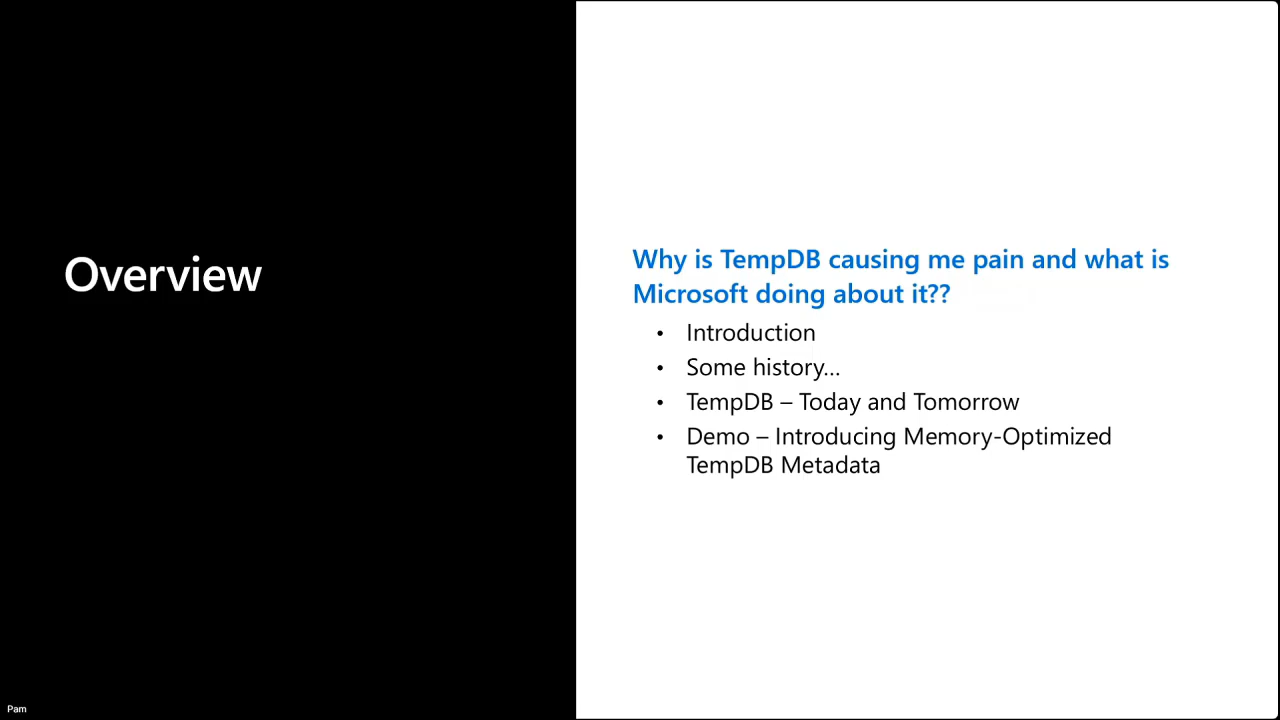 Overview
Why is TempDB causing me pain and what is
Microsoft doing about it??
• Introduction
• Some history...
• TempDB – Today and Tomorrow
• Demo – Introducing Memory-Optimized
TempDB Metadata
Pam